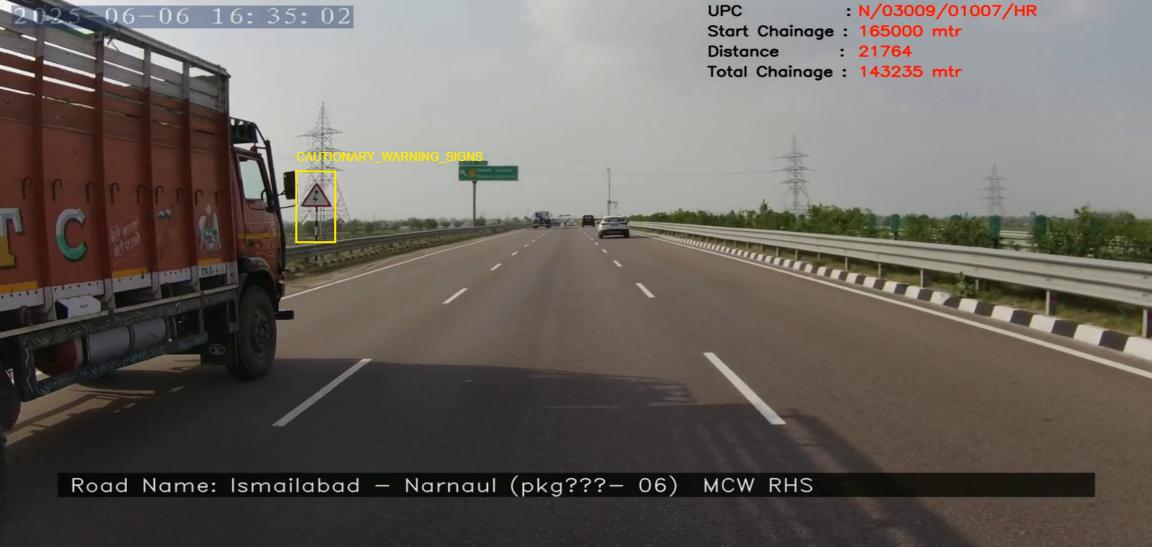 2025-06-06 16:35:02
UPC : N/03009/01007/HR
Start Chainage : 165000 mtr
Distance : 21764
Total Chainage : 143235 mtr
CAUTIONARY_WARNING_SIGNS
T C
Road Name: Ismailabad - Narnaul (pkg???- 06) MCW RHS